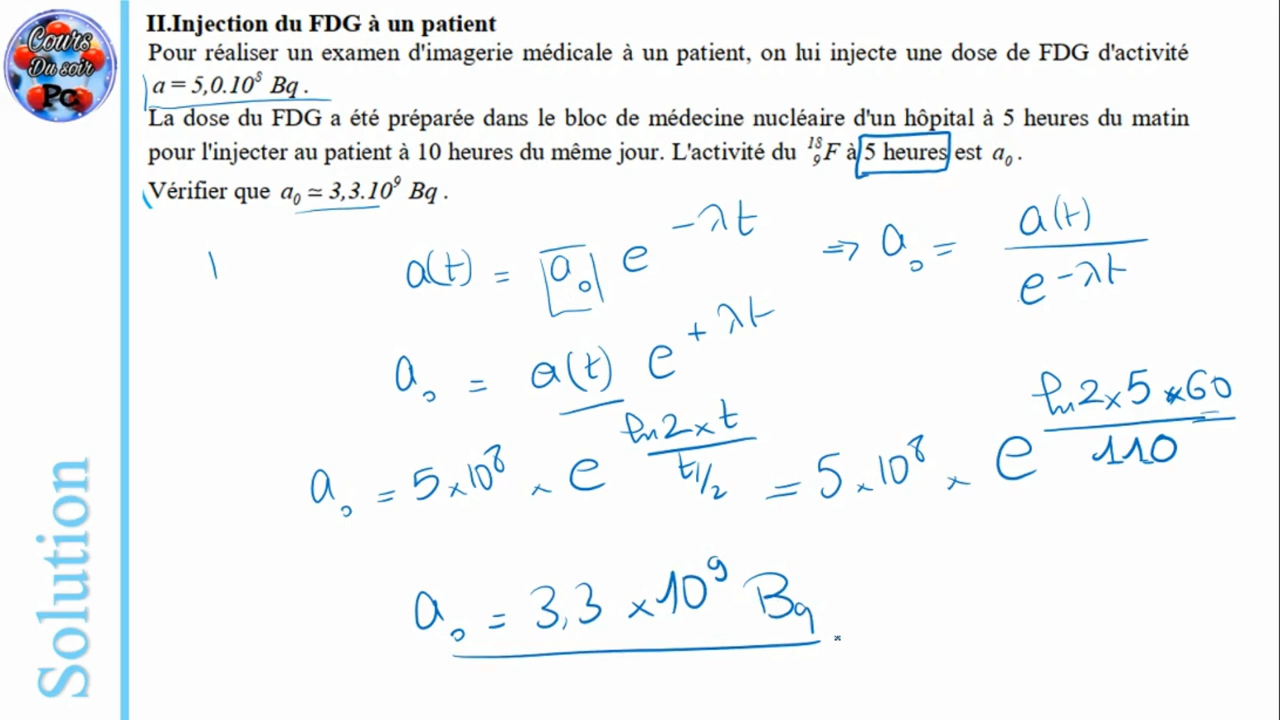 Cours
Du soir
PC
II.Injection du FDG à un patient
Pour réaliser un examen d'imagerie médicale à un patient, on lui injecte une dose de FDG d'activité
a = 5,0.10⁸ Bq .
La dose du FDG a été préparée dans le bloc de médecine nucléaire d'un hôpital à 5 heures du matin
pour l'injecter au patient à 10 heures du même jour. L'activité du ¹⁸₉F à 5 heures est a₀ .
Vérifier que a₀ ≃ 3,3.10⁹ Bq .
a(t) = a₀ e^(-λt) ⇒ a₀ = a(t) / e^(-λt)
a₀ = a(t) e^(+λt)
a₀ = 5×10⁸ × e^(ln2×t / t1/2) = 5×10⁸ × e^(ln2×5×60 / 110)
a₀ = 3,3 ×10⁹ Bq
Solution